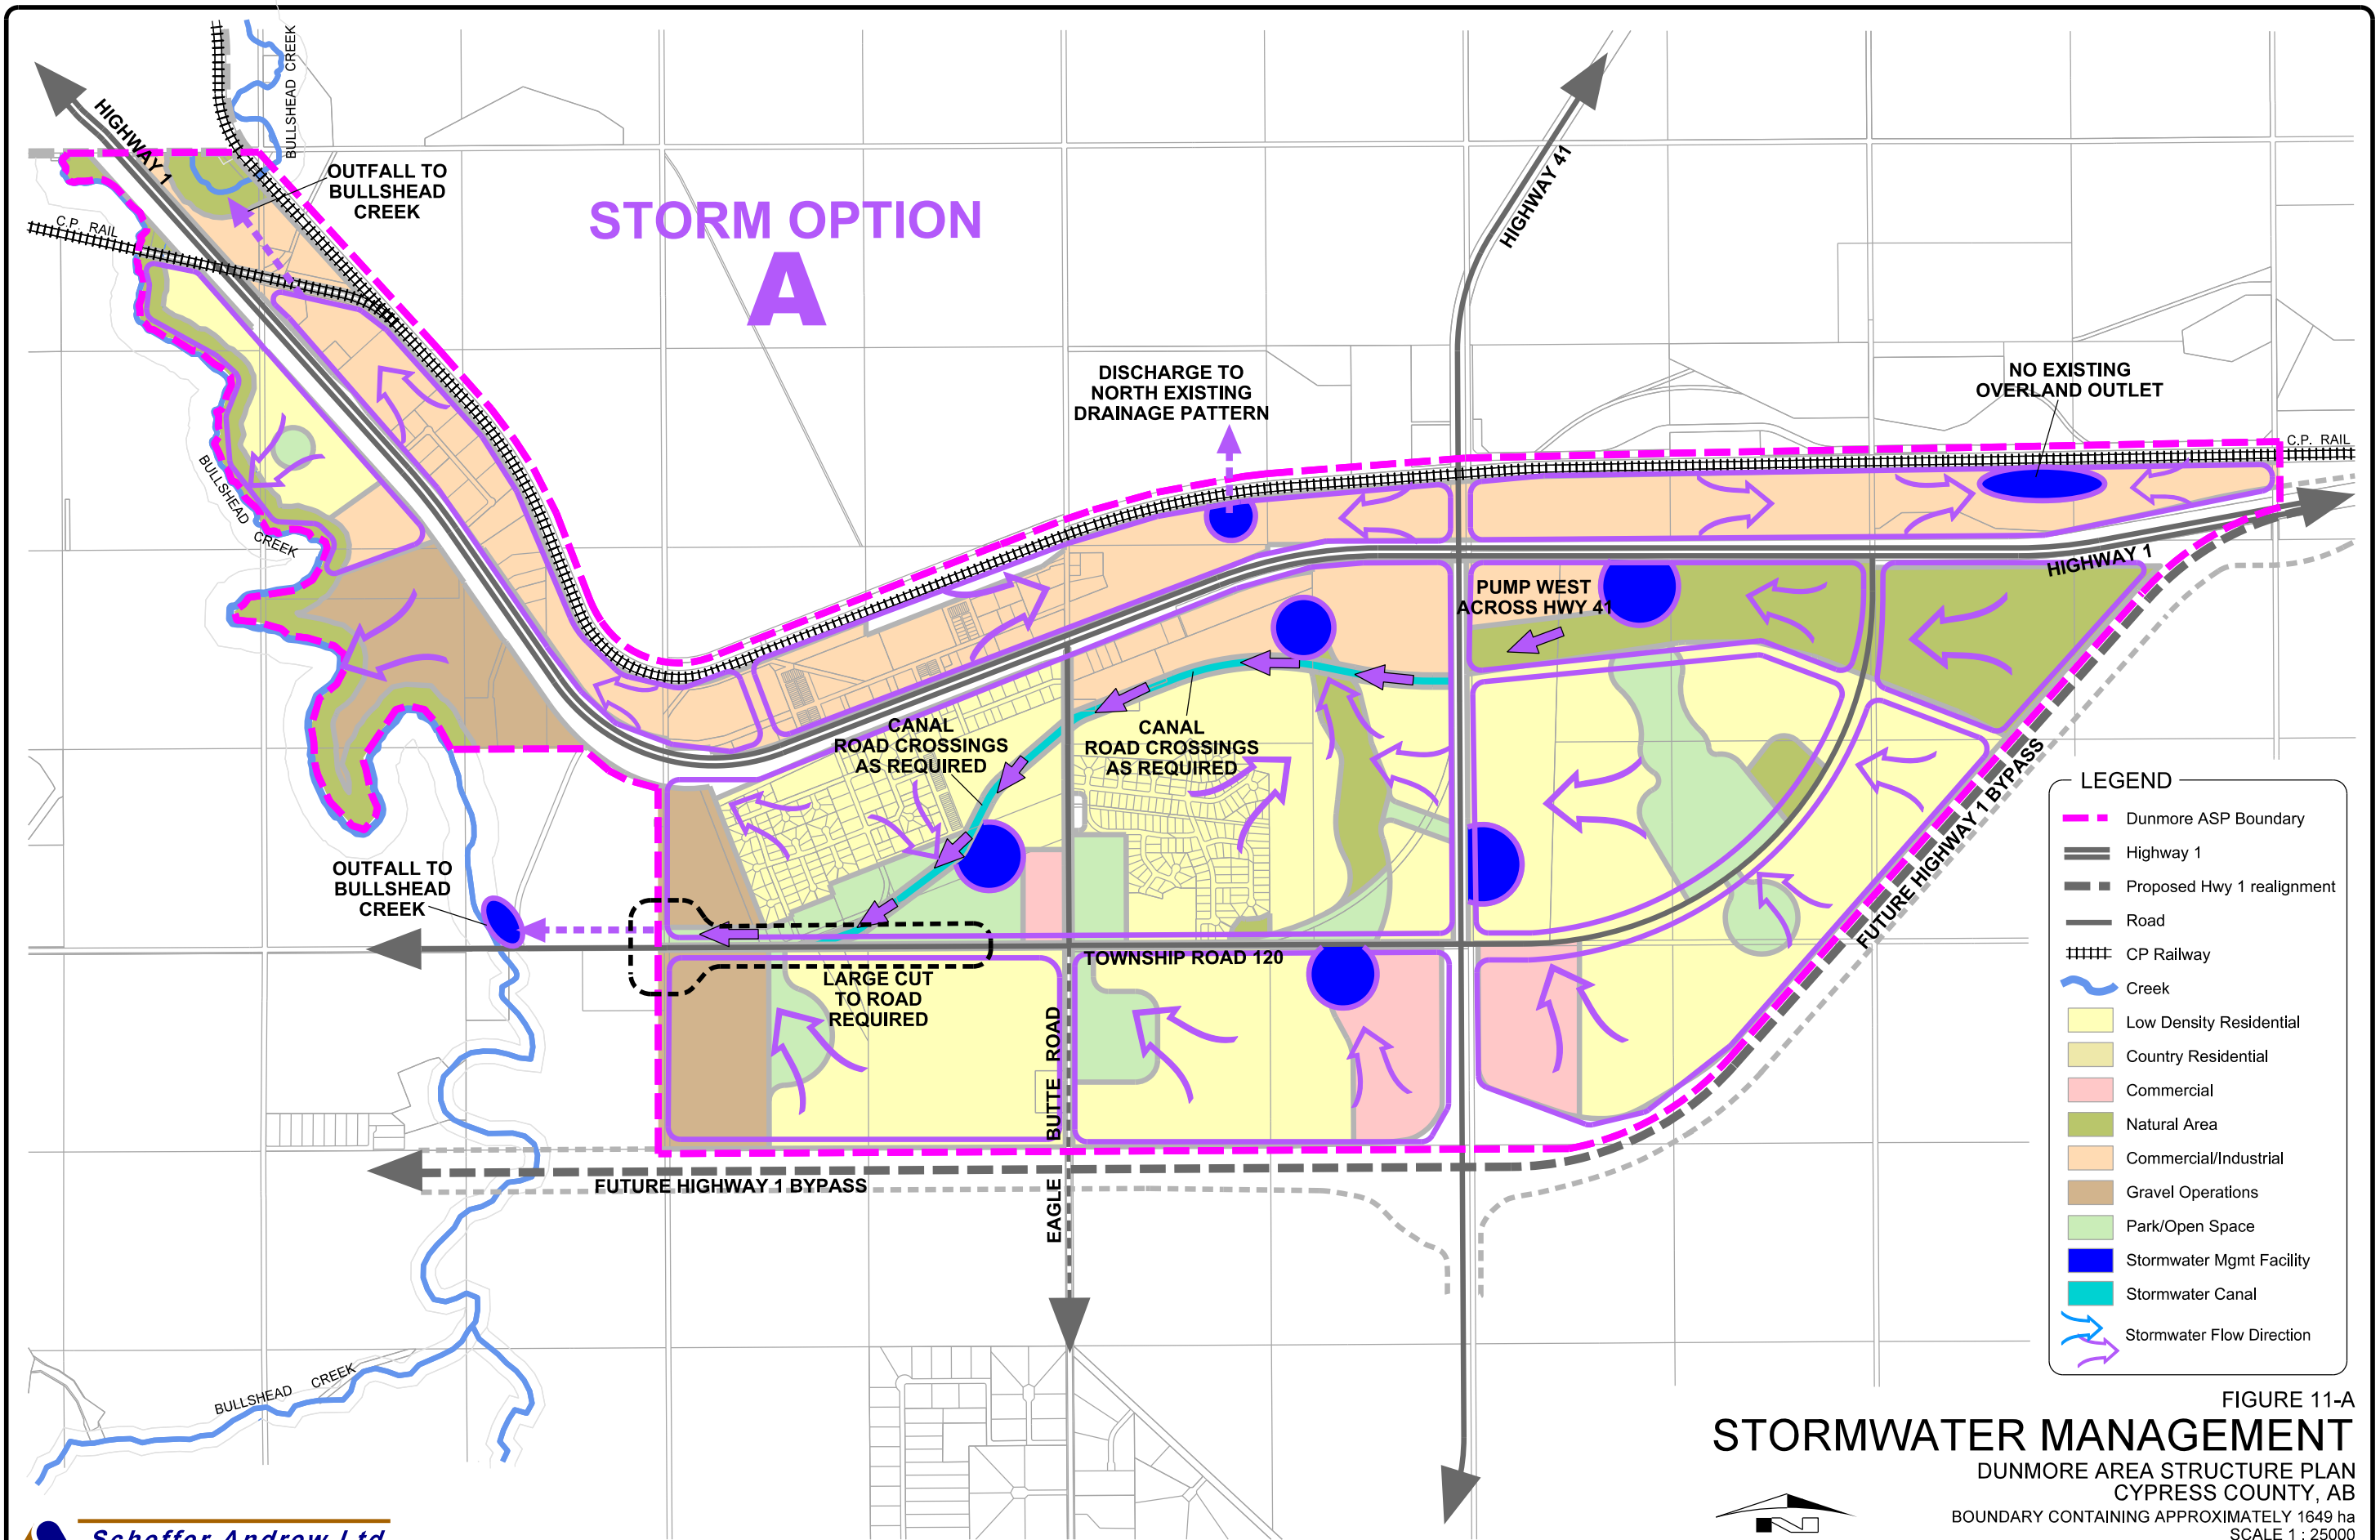 BULLSHEAD CREEK
HIGHWAY 1
OUTFALL TO
BULLSHEAD
CREEK
C.P. RAIL
STORM OPTION
A
HIGHWAY 41
DISCHARGE TO
NORTH EXISTING
DRAINAGE PATTERN
NO EXISTING
OVERLAND OUTLET
C.P. RAIL
BULLSHEAD
CREEK
HIGHWAY 1
PUMP WEST
ACROSS HWY 41
CANAL
ROAD CROSSINGS
AS REQUIRED
CANAL
ROAD CROSSINGS
AS REQUIRED
FUTURE HIGHWAY 1 BYPASS
OUTFALL TO
BULLSHEAD
CREEK
TOWNSHIP ROAD 120
LARGE CUT
TO ROAD
REQUIRED
EAGLE BUTTE ROAD
FUTURE HIGHWAY 1 BYPASS
BULLSHEAD CREEK
LEGEND
Dunmore ASP Boundary
Highway 1
Proposed Hwy 1 realignment
Road
CP Railway
Creek
Low Density Residential
Country Residential
Commercial
Natural Area
Commercial/Industrial
Gravel Operations
Park/Open Space
Stormwater Mgmt Facility
Stormwater Canal
Stormwater Flow Direction
FIGURE 11-A
STORMWATER MANAGEMENT
DUNMORE AREA STRUCTURE PLAN
CYPRESS COUNTY, AB
BOUNDARY CONTAINING APPROXIMATELY 1649 ha
SCALE 1 : 25000
N
Scheffer Andrew Ltd